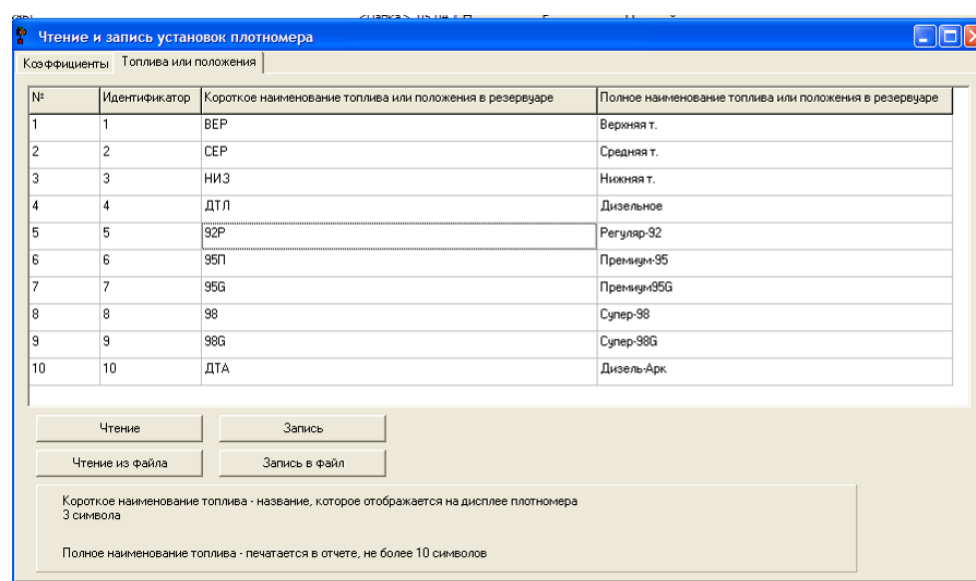 Чтение и запись установок плотномера
Коэффициенты Топлива или положения
№ Идентификатор Короткое наименование топлива или положения в резервуаре Полное наименование топлива или положения в резервуаре
1 1 ВЕР Верхняя т.
2 2 СЕР Средняя т.
3 3 НИЗ Нижняя т.
4 4 ДТЛ Дизельное
5 5 92Р Регуляр-92
6 6 95П Премиум-95
7 7 95G Премиум95G
8 8 98 Супер-98
9 9 98G Супер-98G
10 10 ДТА Дизель-Арк
Чтение Запись
Чтение из файла Запись в файл
Короткое наименование топлива - название, которое отображается на дисплее плотномера
3 символа
Полное наименование топлива - печатается в отчете, не более 10 символов